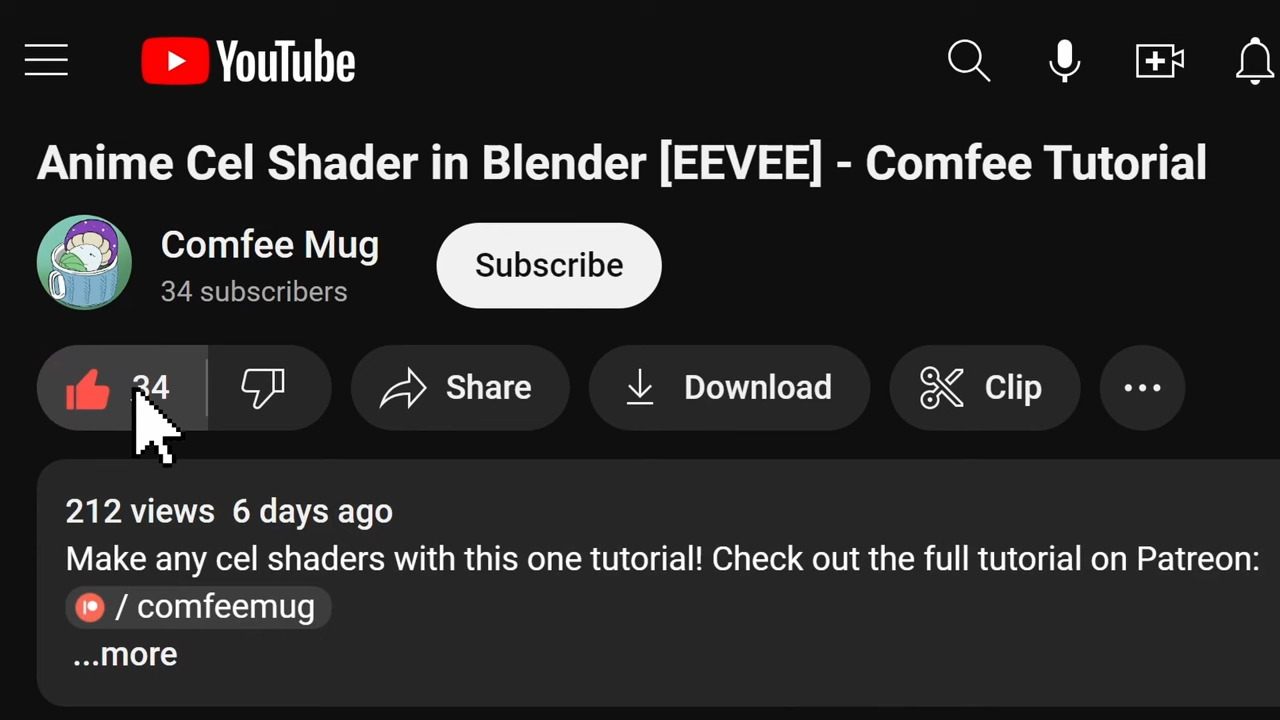 YouTube
Anime Cel Shader in Blender [EEVEE] - Comfee Tutorial
Comfee Mug
34 subscribers
Subscribe
34
Share
Download
Clip
212 views 6 days ago
Make any cel shaders with this one tutorial! Check out the full tutorial on Patreon:
/ comfeemug
...more